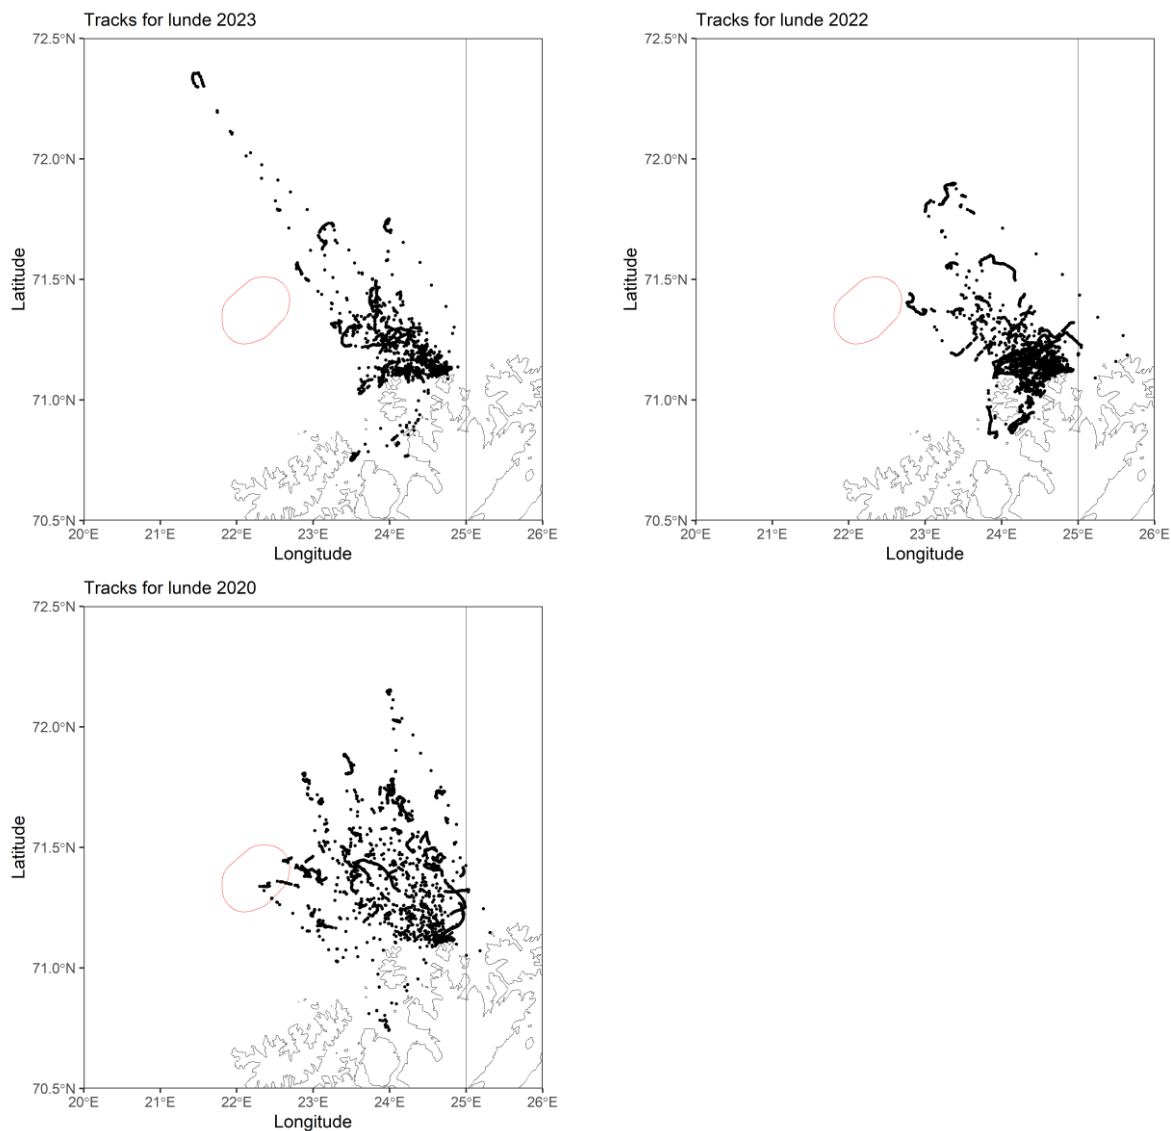 Tracks for lunde 2023
72.5°N
72.0°N
71.5°N
71.0°N
70.5°N
Latitude
20°E 21°E 22°E 23°E 24°E 25°E 26°E
Longitude
Tracks for lunde 2022
72.5°N
72.0°N
71.5°N
71.0°N
70.5°N
Latitude
20°E 21°E 22°E 23°E 24°E 25°E 26°E
Longitude
Tracks for lunde 2020
72.5°N
72.0°N
71.5°N
71.0°N
70.5°N
Latitude
20°E 21°E 22°E 23°E 24°E 25°E 26°E
Longitude